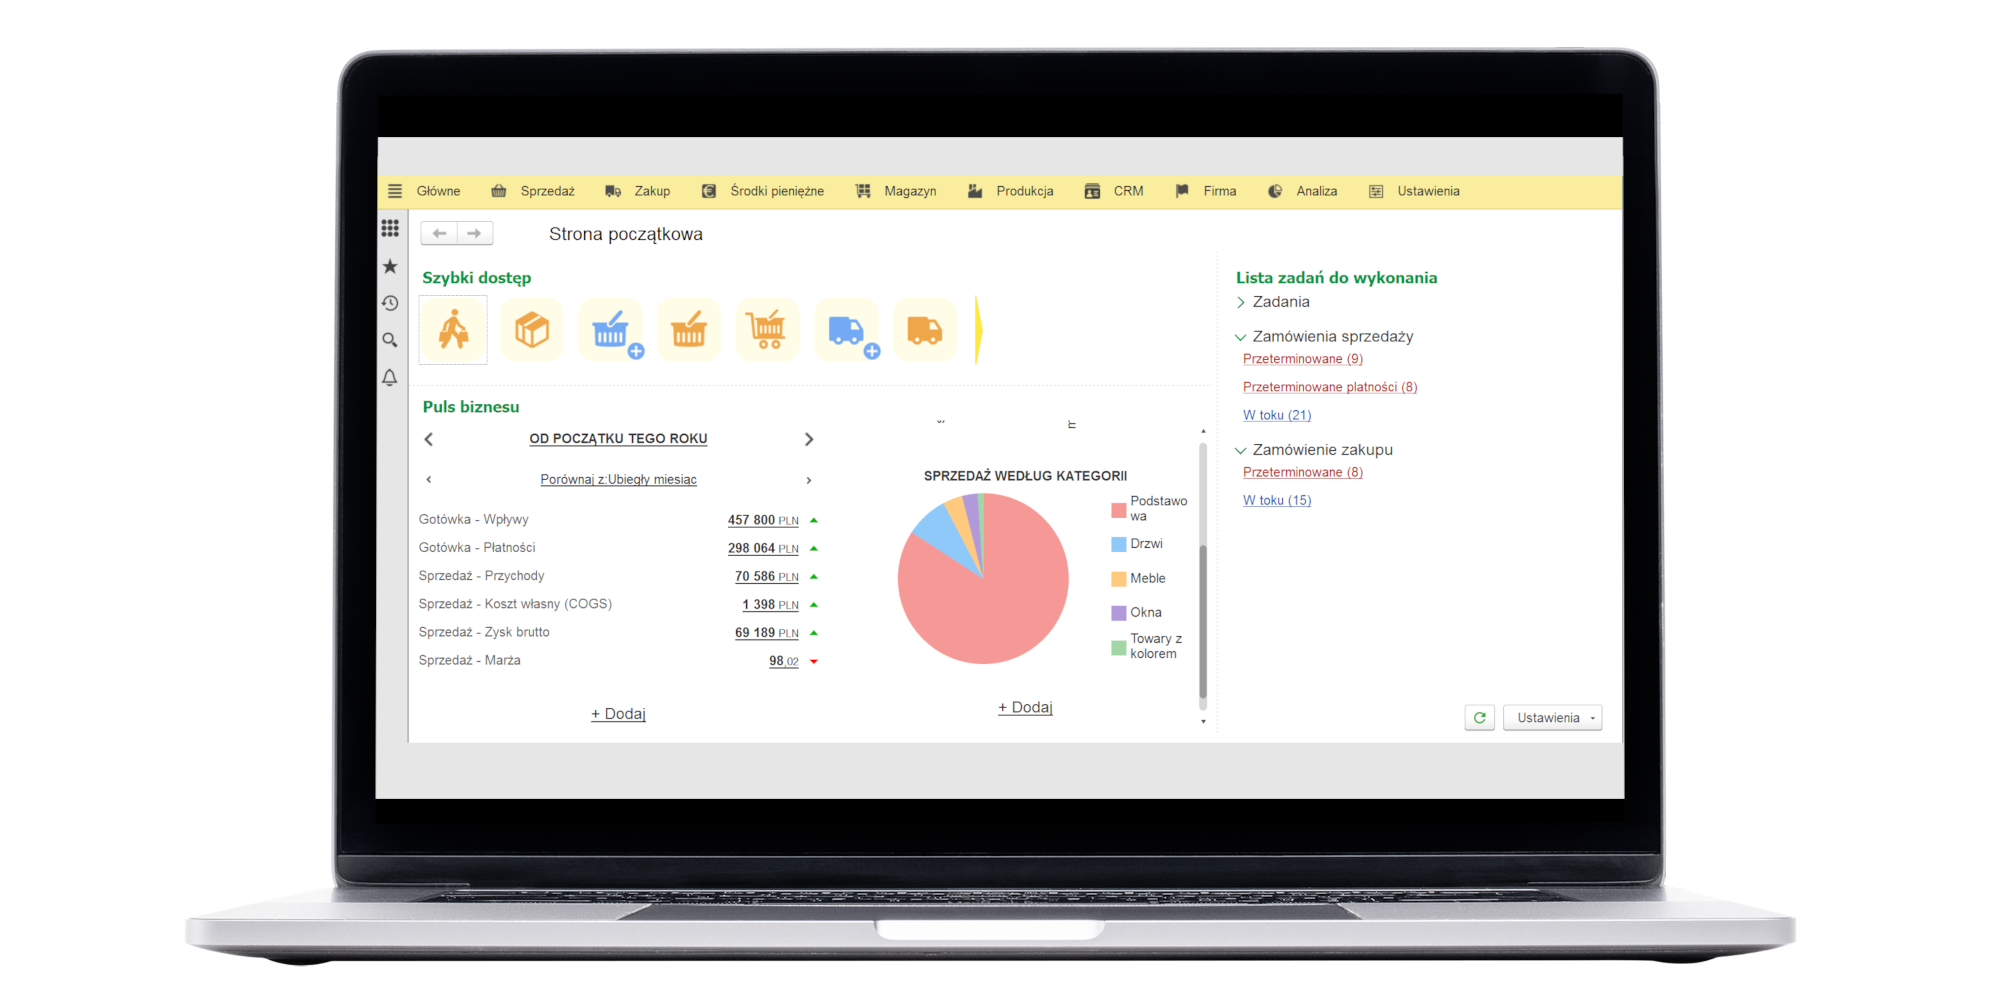 Główne Sprzedaż Zakup Środki pieniężne Magazyn Produkcja CRM Firma Analiza Ustawienia
Strona początkowa
Szybki dostęp
Puls biznesu
OD POCZĄTKU TEGO ROKU
Porównaj z:Ubiegły miesiąc
Gotówka - Wpływy 457 800 PLN
Gotówka - Płatności 298 064 PLN
Sprzedaż - Przychody 70 586 PLN
Sprzedaż - Koszt własny (COGS) 1 398 PLN
Sprzedaż - Zysk brutto 69 189 PLN
Sprzedaż - Marża 98,02
+ Dodaj
SPRZEDAŻ WEDŁUG KATEGORII
Podstawo
wa
Drzwi
Meble
Okna
Towary z
kolorem
+ Dodaj
Lista zadań do wykonania
Zadania
Zamówienia sprzedaży
Przeterminowane (9)
Przeterminowane płatności (8)
W toku (21)
Zamówienie zakupu
Przeterminowane (8)
W toku (15)
Ustawienia